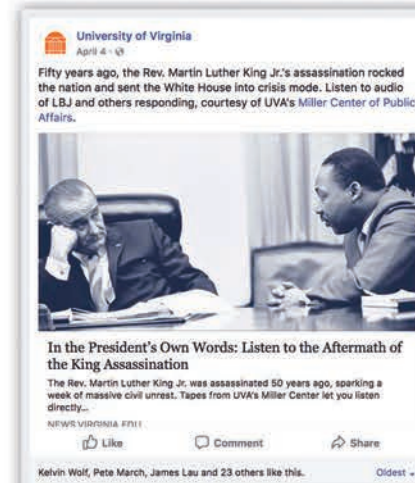 University of Virginia
April 4 ·
Fifty years ago, the Rev. Martin Luther King Jr.'s assassination rocked
the nation and sent the White House into crisis mode. Listen to audio
of LBJ and others responding, courtesy of UVA's Miller Center of Public
Affairs.
In the President's Own Words: Listen to the Aftermath of
the King Assassination
The Rev. Martin Luther King Jr. was assassinated 50 years ago, sparking a
week of massive civil unrest. Tapes from UVA's Miller Center let you listen
directly...
NEWS.VIRGINIA.EDU
Like Comment Share
Kelvin Wolf, Pete March, James Lau and 23 others like this. Oldest